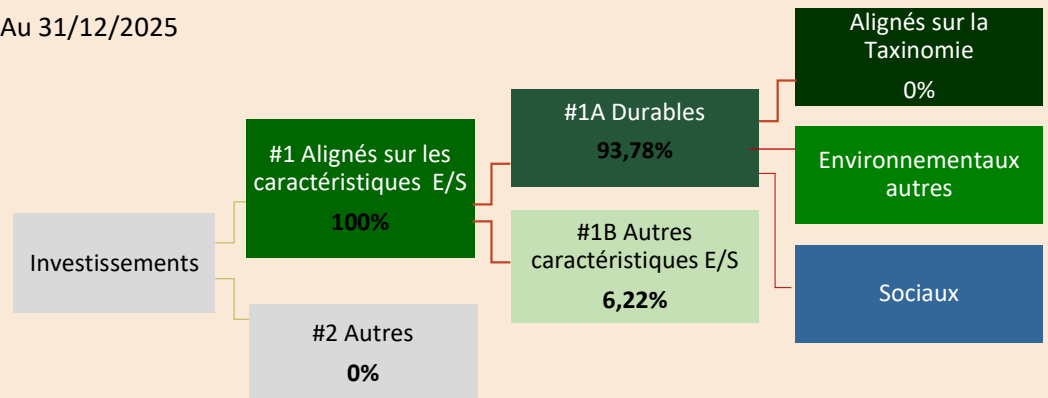 Au 31/12/2025
Investissements
#1 Alignés sur les
caractéristiques E/S
100%
#2 Autres
0%
#1A Durables
93,78%
#1B Autres
caractéristiques E/S
6,22%
Alignés sur la
Taxinomie
0%
Environnementaux
autres
Sociaux